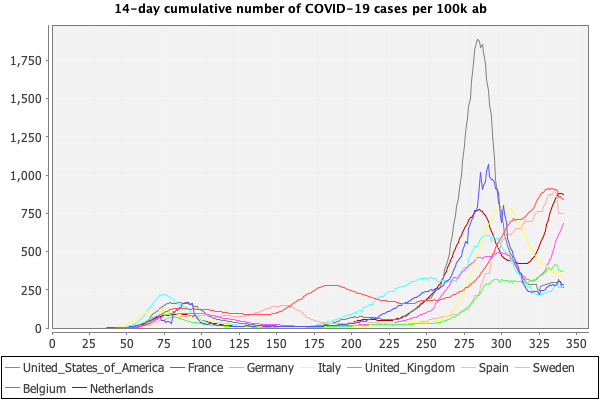 14-day cumulative number of COVID-19 cases per 100k ab
1,750
1,500
1,250
1,000
750
500
250
0
0 25 50 75 100 125 150 175 200 225 250 275 300 325 350
United_States_of_America France Germany Italy United_Kingdom Spain Sweden
Belgium Netherlands